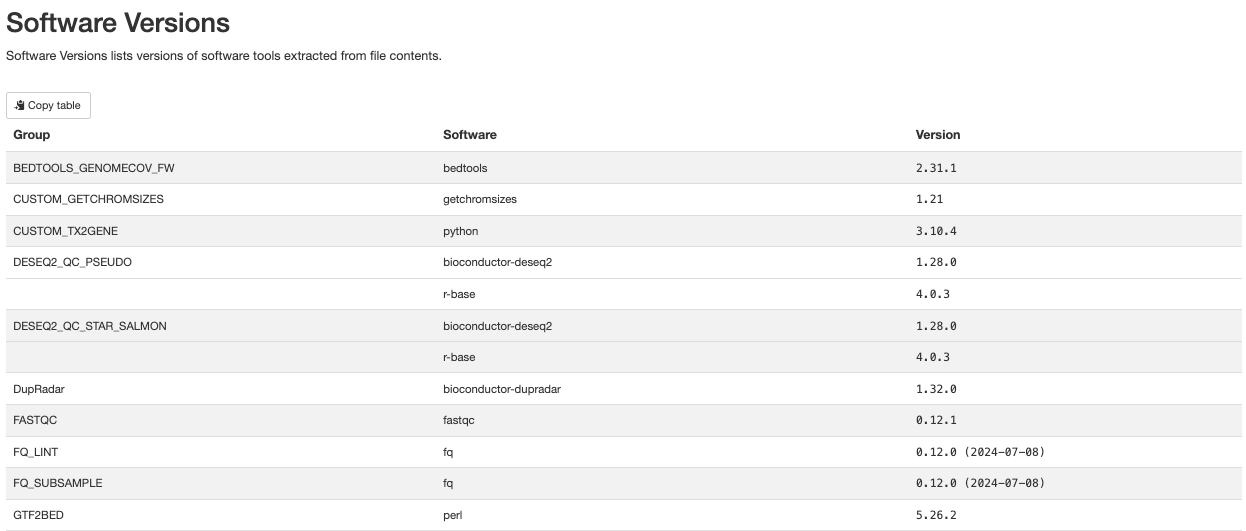 Software Versions
Software Versions lists versions of software tools extracted from file contents.
Copy table
Group Software Version
BEDTOOLS_GENOMECOV_FW bedtools 2.31.1
CUSTOM_GETCHROMSIZES getchromsizes 1.21
CUSTOM_TX2GENE python 3.10.4
DESEQ2_QC_PSEUDO bioconductor-deseq2 1.28.0
r-base 4.0.3
DESEQ2_QC_STAR_SALMON bioconductor-deseq2 1.28.0
r-base 4.0.3
DupRadar bioconductor-dupradar 1.32.0
FASTQC fastqc 0.12.1
FQ_LINT fq 0.12.0 (2024-07-08)
FQ_SUBSAMPLE fq 0.12.0 (2024-07-08)
GTF2BED perl 5.26.2